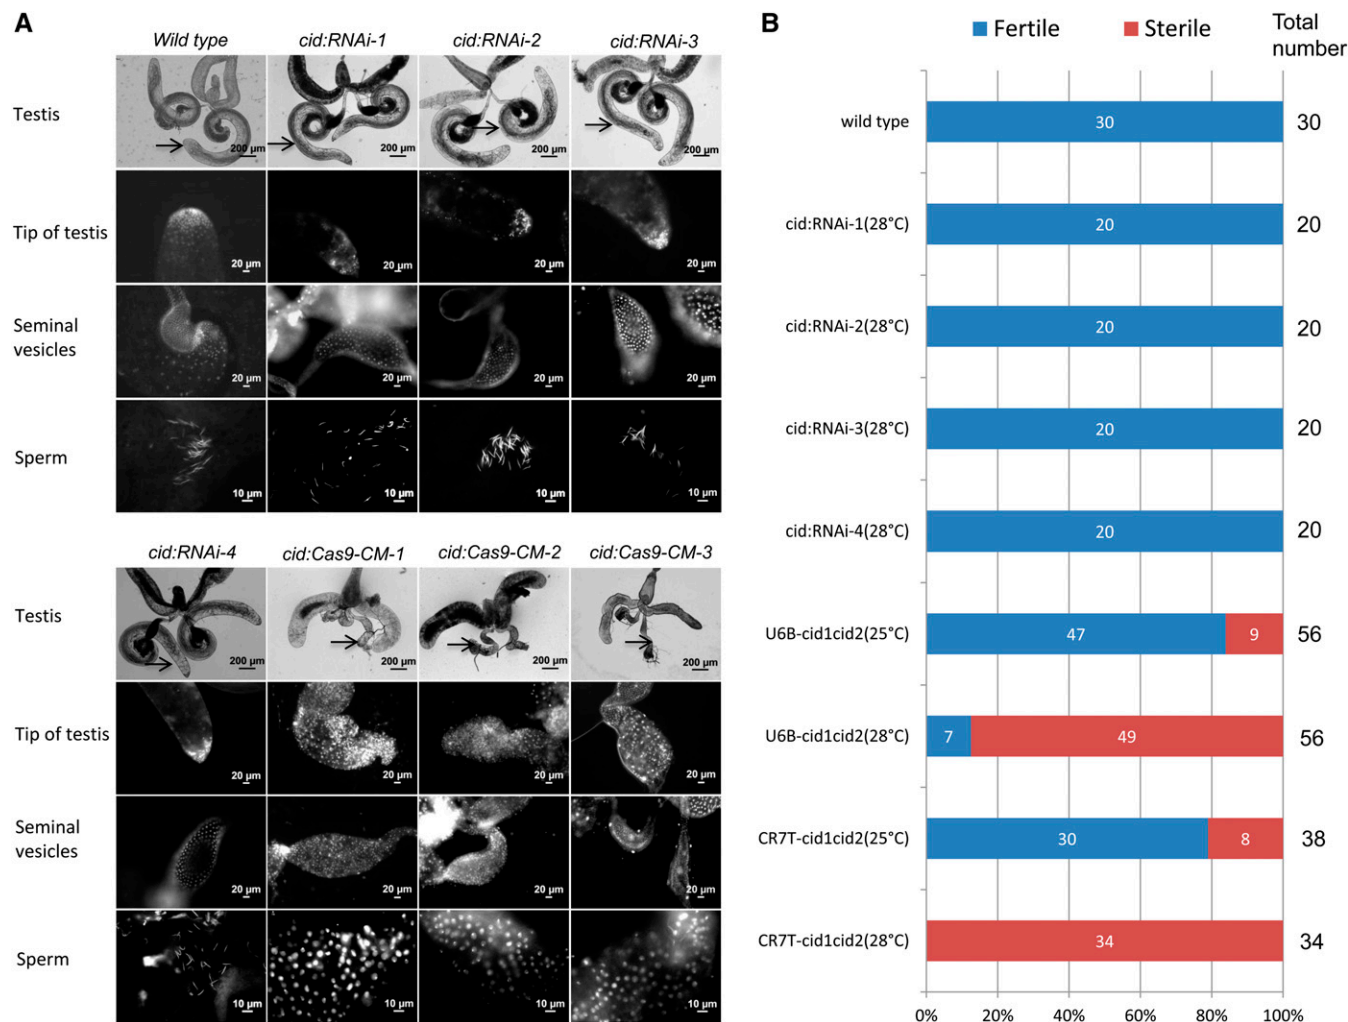 A
Wild type cid:RNAi-1 cid:RNAi-2 cid:RNAi-3
Testis
200 µm 200 µm 200 µm 200 µm
Tip of testis
20 µm 20 µm 20 µm 20 µm
Seminal
vesicles
20 µm 20 µm 20 µm 20 µm
Sperm
10 µm 10 µm 10 µm 10 µm
cid:RNAi-4 cid:Cas9-CM-1 cid:Cas9-CM-2 cid:Cas9-CM-3
Testis
200 µm 200 µm 200 µm 200 µm
Tip of testis
20 µm 20 µm 20 µm 20 µm
Seminal
vesicles
20 µm 20 µm 20 µm 20 µm
Sperm
10 µm 10 µm 10 µm 10 µm
B
Fertile Sterile
Total
number
wild type 30 30
cid:RNAi-1(28°C) 20 20
cid:RNAi-2(28°C) 20 20
cid:RNAi-3(28°C) 20 20
cid:RNAi-4(28°C) 20 20
U6B-cid1cid2(25°C) 47 9 56
U6B-cid1cid2(28°C) 7 49 56
CR7T-cid1cid2(25°C) 30 8 38
CR7T-cid1cid2(28°C) 34 34
0% 20% 40% 60% 80% 100%